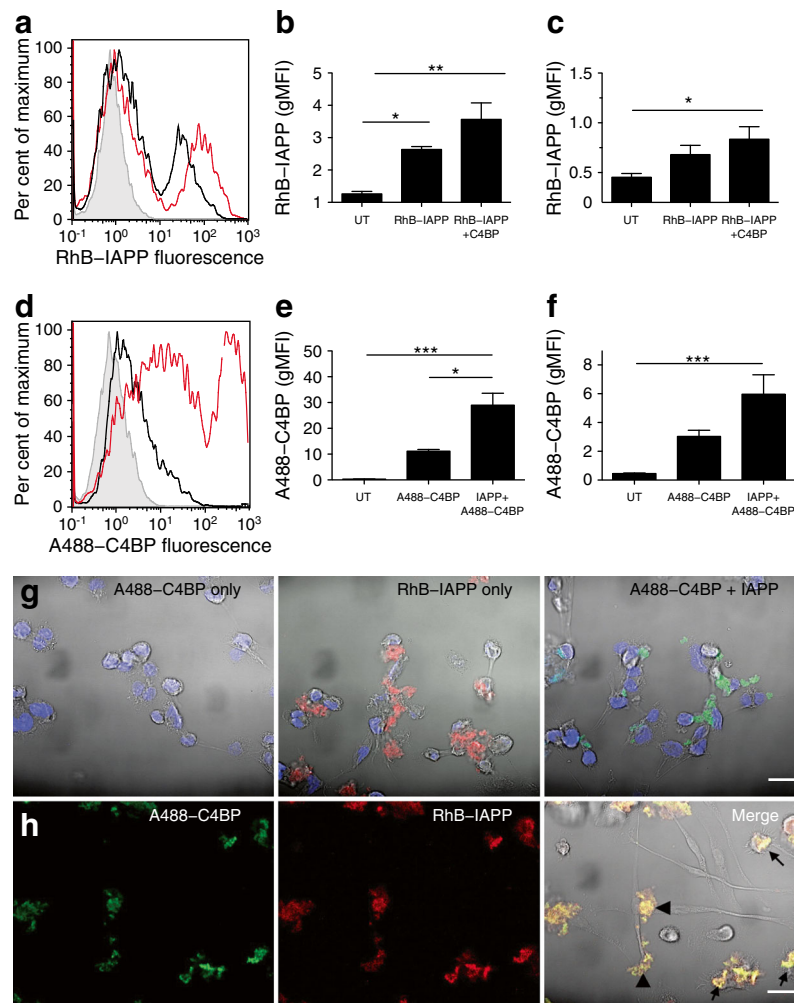 a
Per cent of maximum
100
80
60
40
20
0
10-1 100 101 102 103
RhB–IAPP fluorescence
b
RhB–IAPP (gMFI)
5
4
3
2
1
**
*
UT RhB–IAPP RhB–IAPP
+C4BP
c
RhB–IAPP (gMFI)
1.5
1.0
0.5
0
*
UT RhB–IAPP RhB–IAPP
+C4BP
d
Per cent of maximum
100
80
60
40
20
0
10-1 100 101 102 103
A488–C4BP fluorescence
e
A488–C4BP (gMFI)
50
40
30
20
10
0
***
*
UT A488–C4BP IAPP+
A488–C4BP
f
A488–C4BP (gMFI)
8
6
4
2
0
***
UT A488–C4BP IAPP+
A488–C4BP
g
A488–C4BP only
RhB–IAPP only
A488–C4BP + IAPP
h
A488–C4BP
RhB–IAPP
Merge